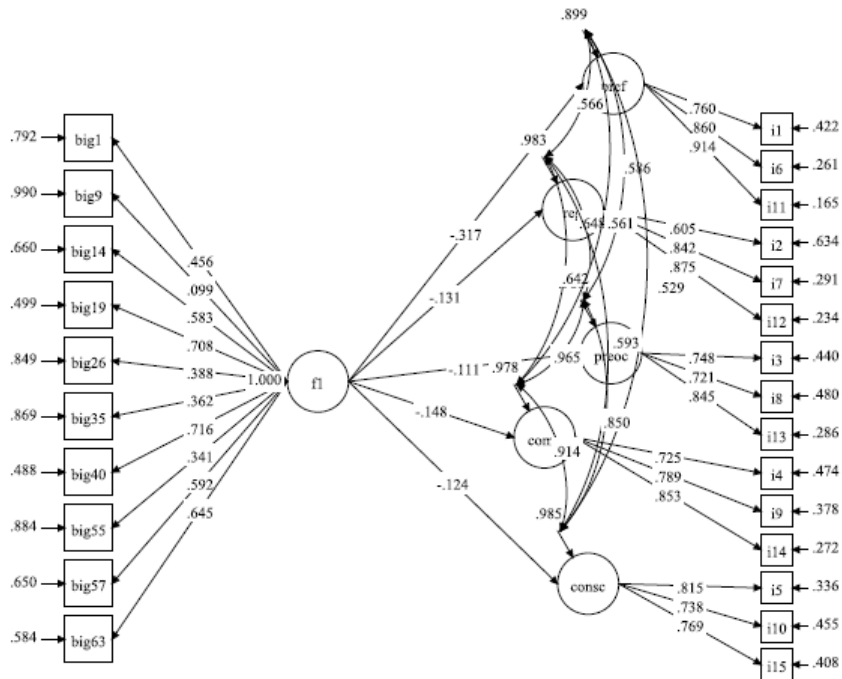 .899
.566
.983
.586
.792 big1
.990 big9
.660 big14
.499 big19
.849 big26
.869 big35
.488 big40
.884 big55
.650 big57
.584 big63
.456
.099
.583
.708
.388
.362
.716
.341
.592
.645
1.000
f1
-.317
-.131
-.111
-.148
-.124
.648
.561
.529
.642
.593
.978
.965
preoc
.850
.914
.985
consc
.760
.860
.914
i1 .422
i6 .261
i11 .165
.605
.842
.875
i2 .634
i7 .291
i12 .234
.748
.721
.845
i3 .440
i8 .480
i13 .286
.725
.789
.853
i4 .474
i9 .378
i14 .272
.815
.738
.769
i5 .336
i10 .455
i15 .408